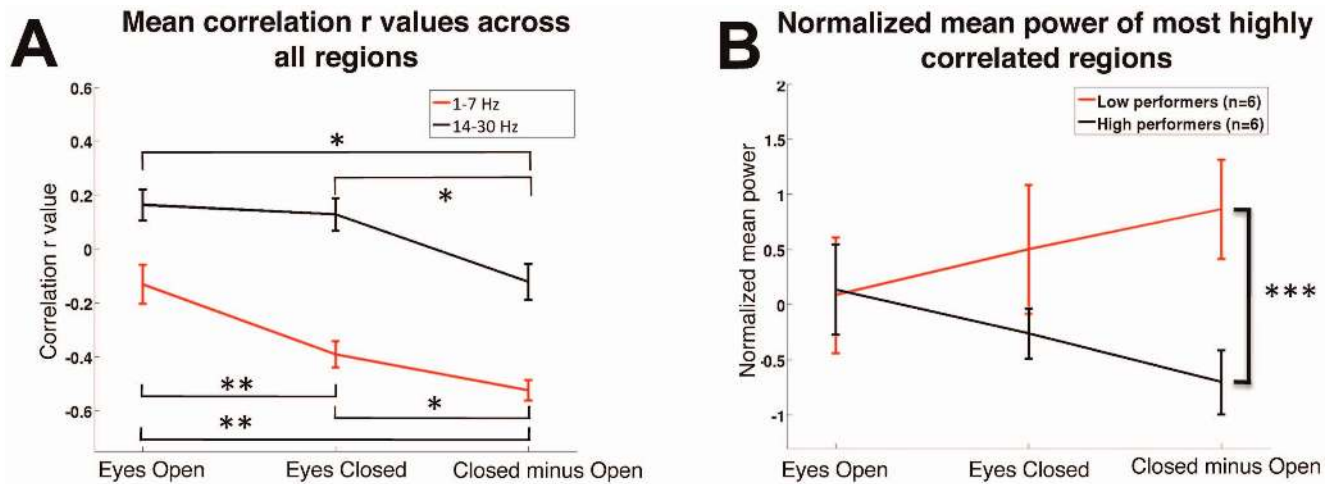 A
Mean correlation r values across
all regions
0.6
0.4
0.2
0
-0.2
-0.4
-0.6
Correlation r value
1-7 Hz
14-30 Hz
*
*
**
*
**
Eyes Open
Eyes Closed
Closed minus Open
B
Normalized mean power of most highly
correlated regions
2
1.5
1
0.5
0
-0.5
-1
Normalized mean power
Low performers (n=6)
High performers (n=6)
***
Eyes Open
Eyes Closed
Closed minus Open